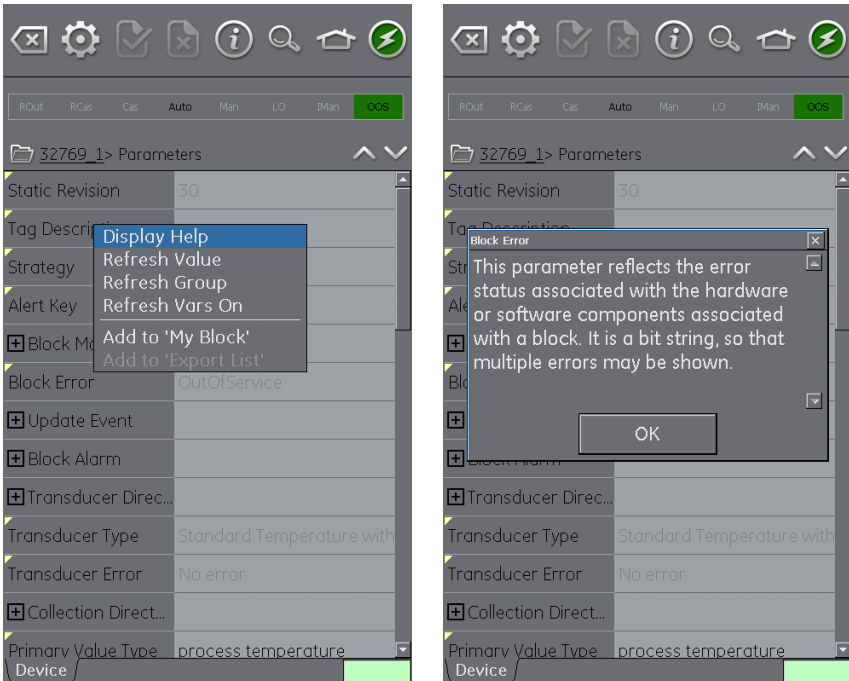 ROut RCas Cas Auto Man LO IMan OOS
32769_1> Parameters
Static Revision 30
Tag Descri
Display Help
Strategy
Refresh Value
Refresh Group
Alert Key
Refresh Vars On
Block Mo
Add to 'My Block'
Add to 'Export List'
Block Error OutOfService
Update Event
Block Alarm
Transducer Direc...
Transducer Type Standard Temperature with
Transducer Error No error
Collection Direct...
Primary Value Type process temperature
Device
ROut RCas Cas Auto Man LO IMan OOS
32769_1> Parameters
Static Revision 30
Tag Description
Block Error
This parameter reflects the error
status associated with the hardware
or software components associated
with a block. It is a bit string, so that
multiple errors may be shown.
OK
Block Alarm
Transducer Direc...
Transducer Type Standard Temperature with
Transducer Error No error
Collection Direct...
Primary Value Type process temperature
Device